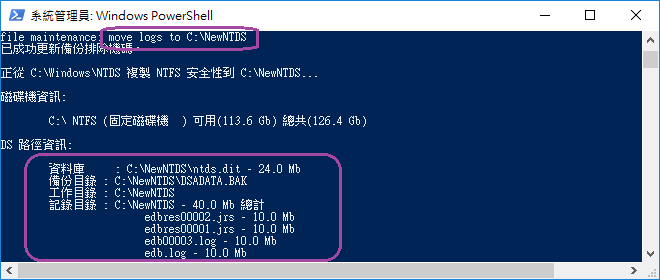 系統管理員: Windows PowerShell
file maintenance: move logs to C:\NewNTDS
已成功更新備份排除機碼。
正從 C:\Windows\NTDS 複製 NTFS 安全性到 C:\NewNTDS...
磁碟機資訊:
C:\ NTFS (固定磁碟機  ) 可用(113.6 Gb) 總共(126.4 Gb)
DS 路徑資訊:
資料庫     : C:\NewNTDS\ntds.dit - 24.0 Mb
備份目錄 : C:\NewNTDS\DSADATA.BAK
工作目錄 : C:\NewNTDS
記錄目錄 : C:\NewNTDS - 40.0 Mb 總計
edbres00002.jrs - 10.0 Mb
edbres00001.jrs - 10.0 Mb
edb00003.log - 10.0 Mb
edb.log - 10.0 Mb